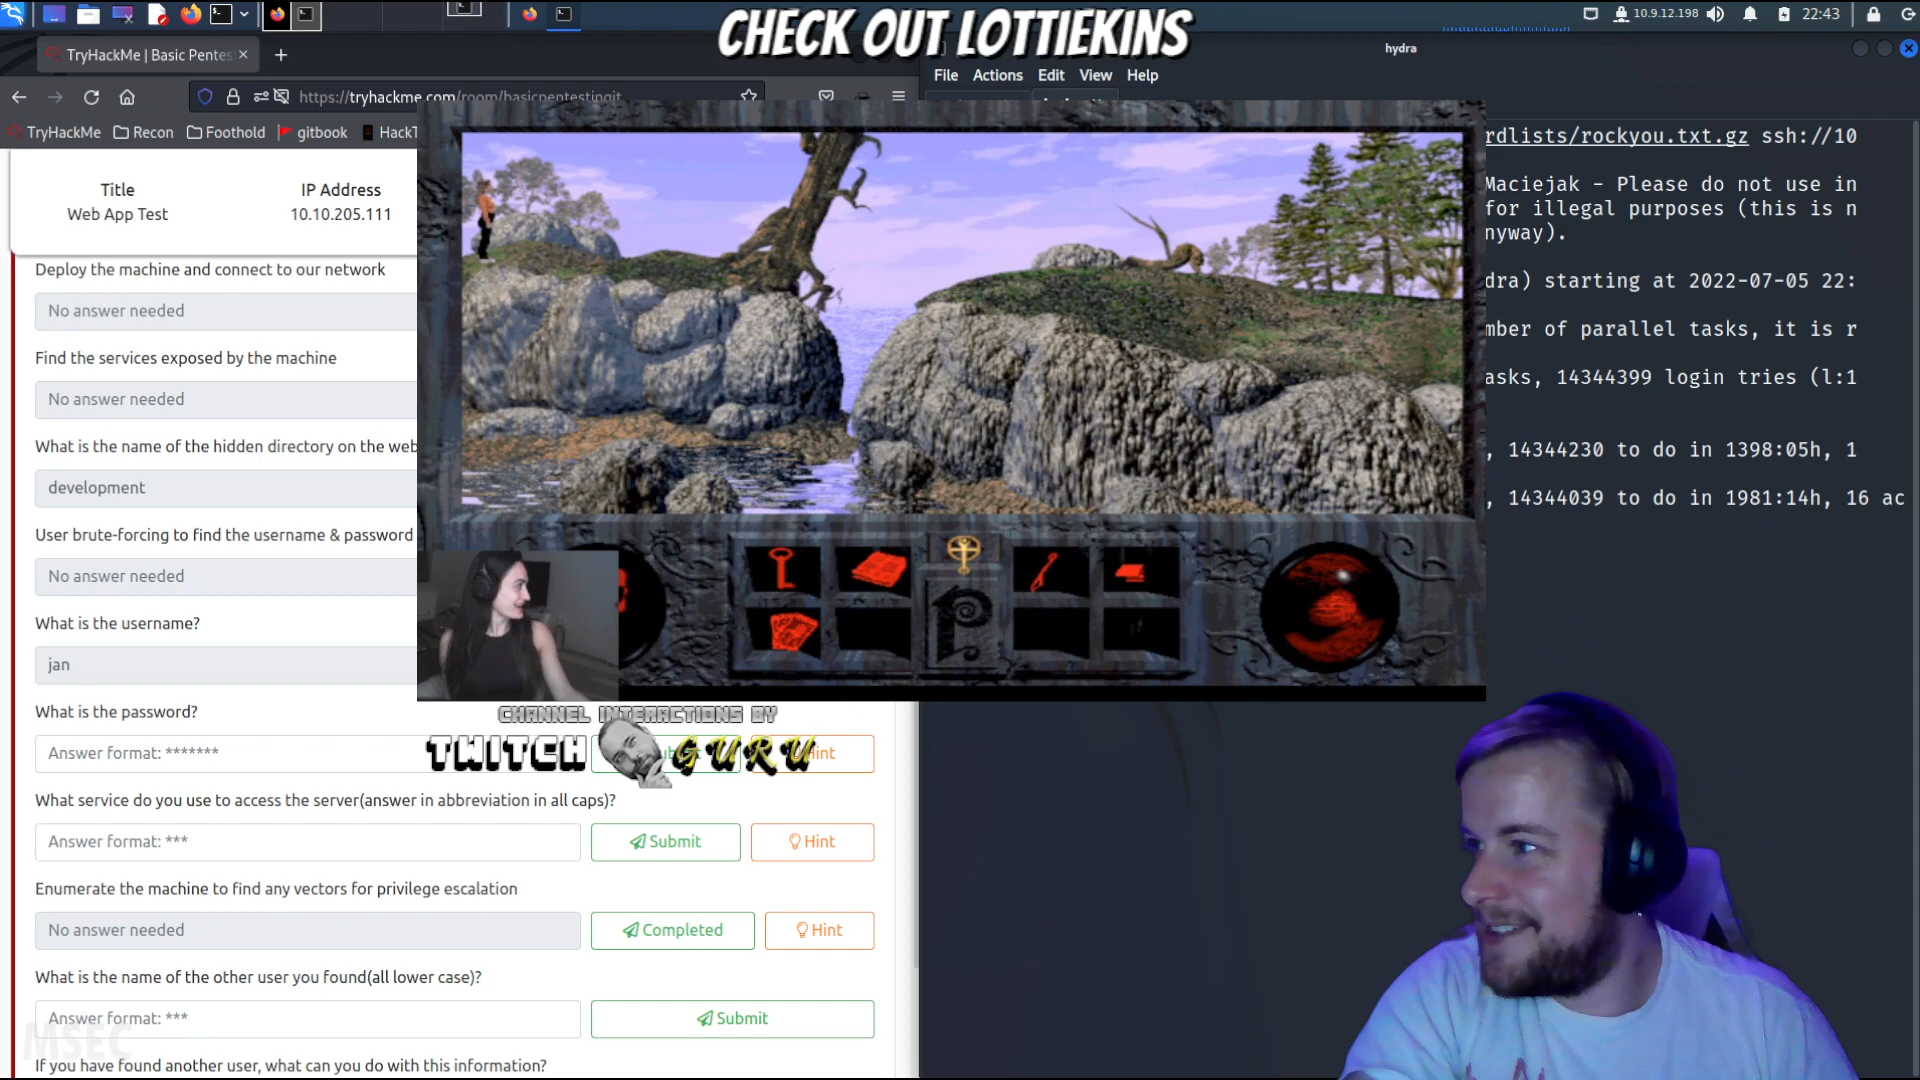 CHECK OUT LOTTIEKINS
10.9.12.198
22:43
TryHackMe | Basic Pentes
hydra
File Actions Edit View Help
https://tryhackme.com/room/basicpentestingjt
TryHackMe Recon Foothold gitbook HackT
rdlists/rockyou.txt.gz ssh://10
Title IP Address
Web App Test 10.10.205.111
Maciejak - Please do not use in
for illegal purposes (this is n
nyway).
Deploy the machine and connect to our network
No answer needed
dra) starting at 2022-07-05 22:
mber of parallel tasks, it is r
Find the services exposed by the machine
No answer needed
asks, 14344399 login tries (l:1
What is the name of the hidden directory on the web
development
, 14344230 to do in 1398:05h, 1
, 14344039 to do in 1981:14h, 16 ac
User brute-forcing to find the username & password
No answer needed
What is the username?
jan
What is the password?
Answer format: *******
Hint
CHANNEL INTERACTIONS BY
TWITCH GURU
What service do you use to access the server(answer in abbreviation in all caps)?
Answer format: ***
Submit
Hint
Enumerate the machine to find any vectors for privilege escalation
No answer needed
Completed
Hint
What is the name of the other user you found(all lower case)?
Answer format: ***
Submit
MSEC
If you have found another user, what can you do with this information?